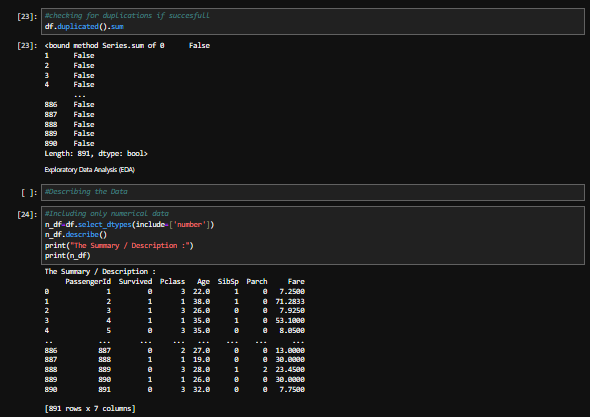 [23]: #checking for duplications if succesfull
df.duplicated().sum
[23]: <bound method Series.sum of 0 False
1 False
2 False
3 False
4 False
...
886 False
887 False
888 False
889 False
890 False
Length: 891, dtype: bool>
Exploratory Data Analysis (EDA)
[ ]: #Describing the Data
[24]: #Including only numerical data
n_df=df.select_dtypes(include=['number'])
n_df.describe()
print("The Summary / Description :")
print(n_df)
The Summary / Description :
PassengerId Survived Pclass Age SibSp Parch Fare
0 1 0 3 22.0 1 0 7.2500
1 2 1 1 38.0 1 0 71.2833
2 3 1 3 26.0 0 0 7.9250
3 4 1 1 35.0 1 0 53.1000
4 5 0 3 35.0 0 0 8.0500
.. ... ... ... ... ... ... ...
886 887 0 2 27.0 0 0 13.0000
887 888 1 1 19.0 0 0 30.0000
888 889 0 3 28.0 1 2 23.4500
889 890 1 1 26.0 0 0 30.0000
890 891 0 3 32.0 0 0 7.7500
[891 rows x 7 columns]